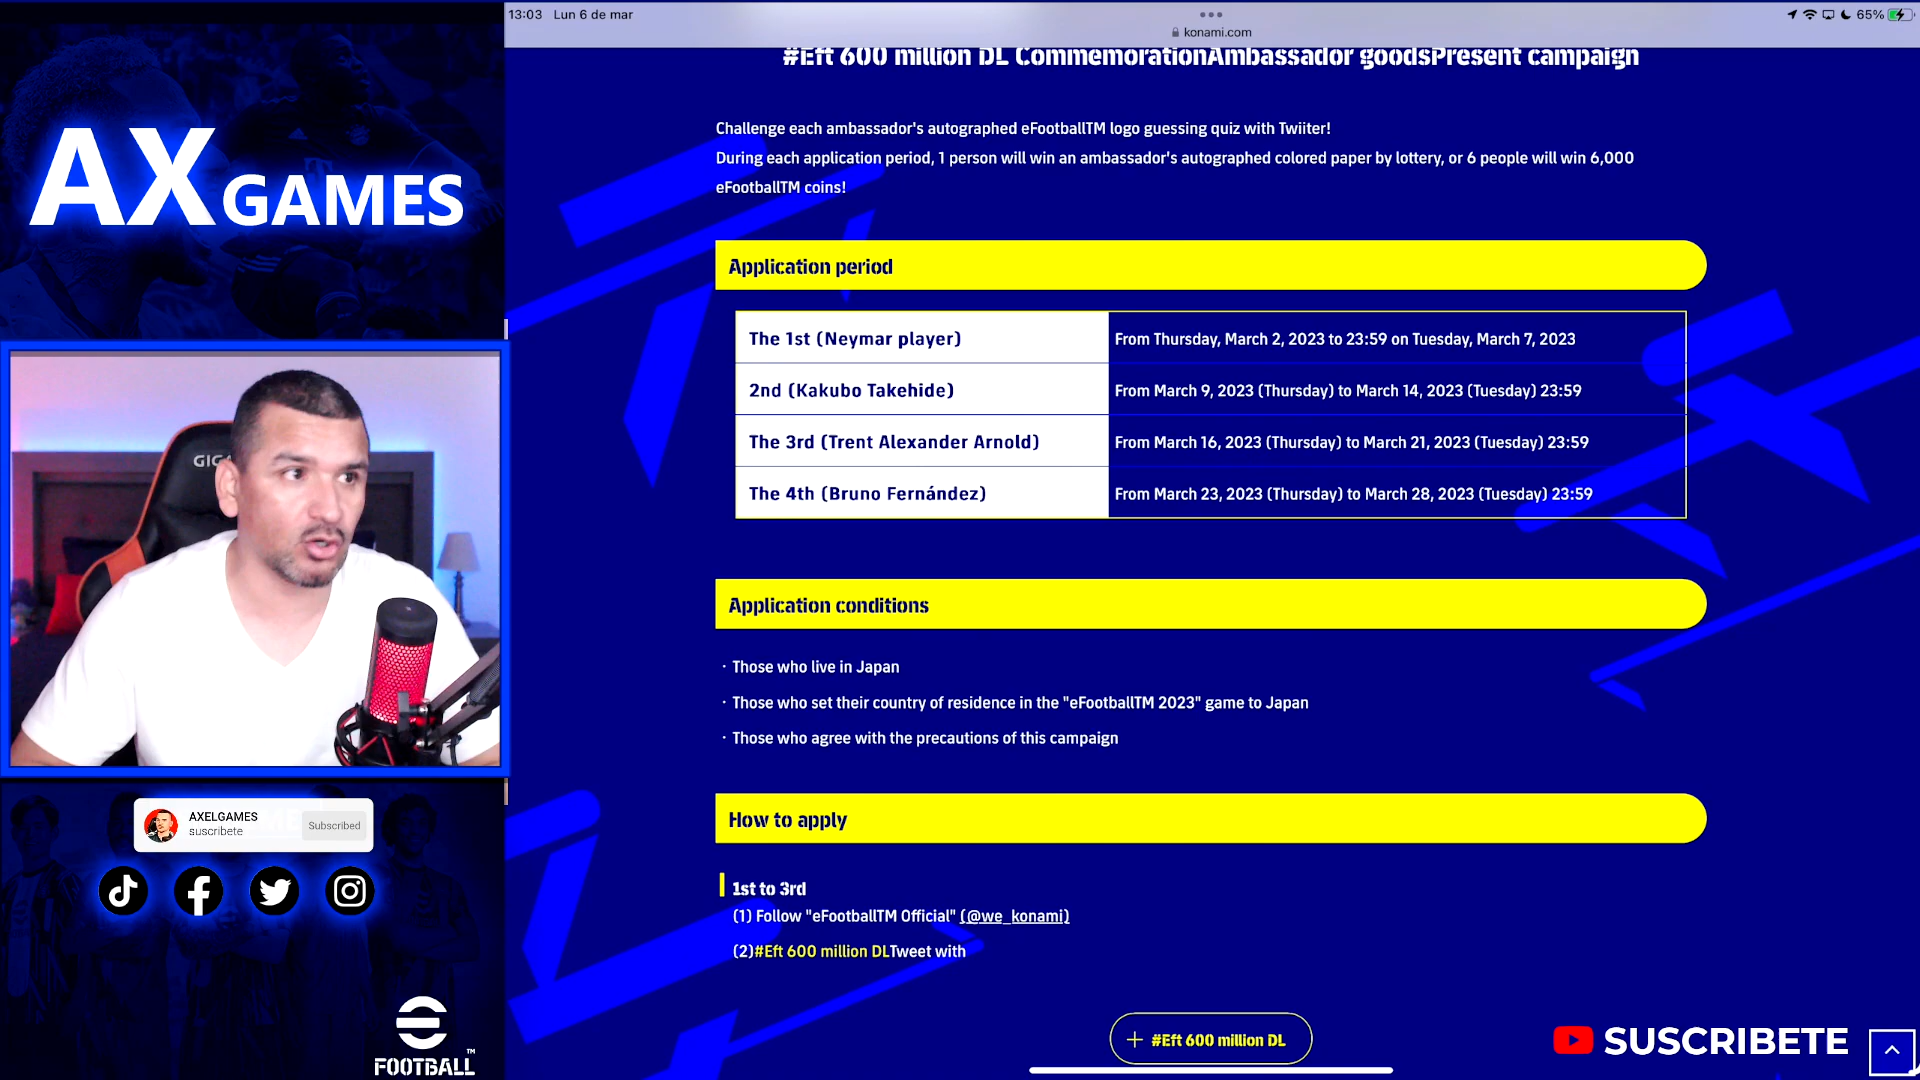 13:03 Lun 6 de mar
65%
konami.com
AX GAMES
GIG
AXELGAMES
suscribete
Subscribed
FOOTBALL™
#Eft 600 million DL CommemorationAmbassador goodsPresent campaign
Challenge each ambassador's autographed eFootballTM logo guessing quiz with Twiiter!
During each application period, 1 person will win an ambassador's autographed colored paper by lottery, or 6 people will win 6,000
eFootballTM coins!
Application period
The 1st (Neymar player) From Thursday, March 2, 2023 to 23:59 on Tuesday, March 7, 2023
2nd (Kakubo Takehide) From March 9, 2023 (Thursday) to March 14, 2023 (Tuesday) 23:59
The 3rd (Trent Alexander Arnold) From March 16, 2023 (Thursday) to March 21, 2023 (Tuesday) 23:59
The 4th (Bruno Fernández) From March 23, 2023 (Thursday) to March 28, 2023 (Tuesday) 23:59
Application conditions
・Those who live in Japan
・Those who set their country of residence in the "eFootballTM 2023" game to Japan
・Those who agree with the precautions of this campaign
How to apply
1st to 3rd
(1) Follow "eFootballTM Official" (@we_konami)
(2)#Eft 600 million DLTweet with
+ #Eft 600 million DL
SUSCRIBETE